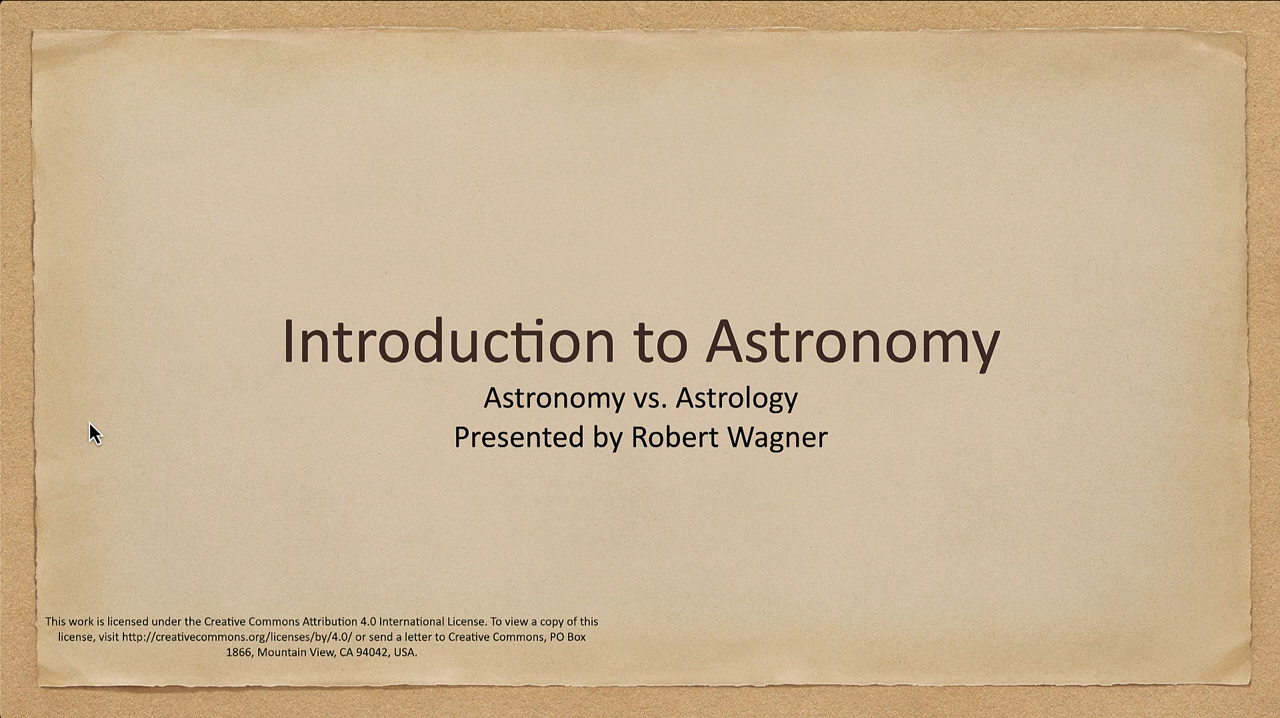 Introduction to Astronomy
Astronomy vs. Astrology
Presented by Robert Wagner
This work is licensed under the Creative Commons Attribution 4.0 International License. To view a copy of this
license, visit http://creativecommons.org/licenses/by/4.0/ or send a letter to Creative Commons, PO Box
1866, Mountain View, CA 94042, USA.